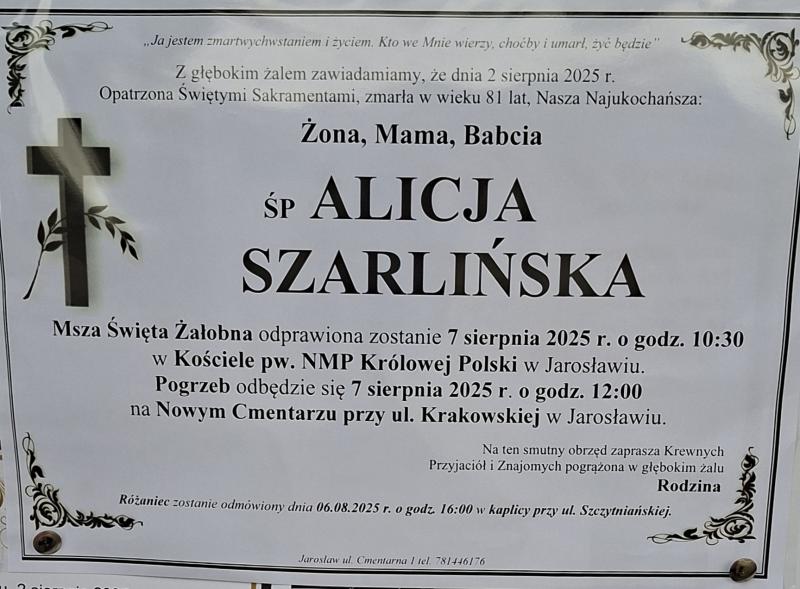 „Ja jestem zmartwychwstaniem i życiem. Kto we Mnie wierzy, choćby i umarł, żyć będzie”
Z głębokim żalem zawiadamiamy, że dnia 2 sierpnia 2025 r.
Opatrzona Świętymi Sakramentami, zmarła w wieku 81 lat, Nasza Najukochańsza:
Żona, Mama, Babcia
ŚP ALICJA
SZARLIŃSKA
Msza Święta Żałobna odprawiona zostanie 7 sierpnia 2025 r. o godz. 10:30
w Kościele pw. NMP Królowej Polski w Jarosławiu.
Pogrzeb odbędzie się 7 sierpnia 2025 r. o godz. 12:00
na Nowym Cmentarzu przy ul. Krakowskiej w Jarosławiu.
Na ten smutny obrzęd zaprasza Krewnych
Przyjaciół i Znajomych pogrążona w głębokim żalu
Rodzina
Różaniec zostanie odmówiony dnia 06.08.2025 r. o godz. 16:00 w kaplicy przy ul. Szczytniańskiej.
Jarosław ul. Cmentarna 1 tel. 781446176